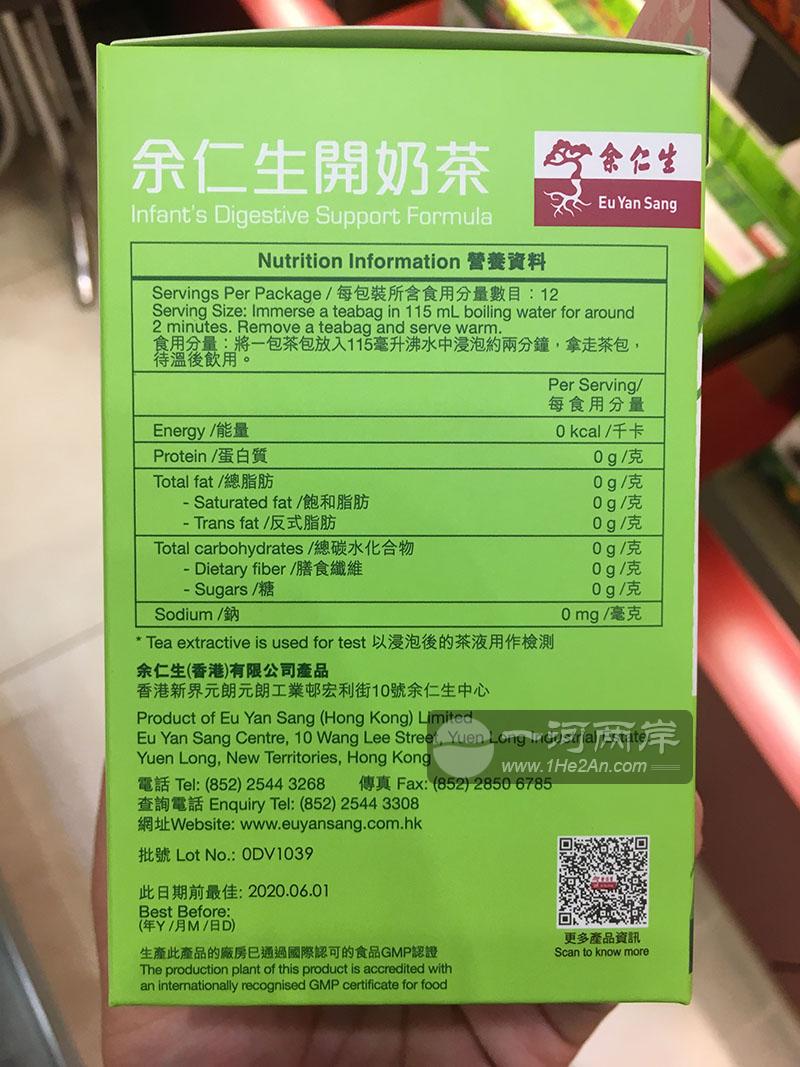 余仁生開奶茶
Infant's Digestive Support Formula
余仁生
Eu Yan Sang
Nutrition Information 營養資料
Servings Per Package / 每包裝所含食用分量數目：12
Serving Size: Immerse a teabag in 115 mL boiling water for around
2 minutes. Remove a teabag and serve warm.
食用分量：將一包茶包放入115毫升沸水中浸泡約兩分鐘，拿走茶包，
待溫後飲用。
Per Serving/
每食用分量
Energy /能量 0 kcal /千卡
Protein /蛋白質 0 g /克
Total fat /總脂肪 0 g /克
- Saturated fat /飽和脂肪 0 g /克
- Trans fat /反式脂肪 0 g /克
Total carbohydrates /總碳水化合物 0 g /克
- Dietary fiber /膳食纖維 0 g /克
- Sugars /糖 0 g /克
Sodium /鈉 0 mg /毫克
* Tea extractive is used for test 以浸泡後的茶液用作檢測
余仁生(香港)有限公司產品
香港新界元朗元朗工業邨宏利街10號余仁生中心
Product of Eu Yan Sang (Hong Kong) Limited
Eu Yan Sang Centre, 10 Wang Lee Street, Yuen Long Industrial Estate,
Yuen Long, New Territories, Hong Kong
一河两岸
www.1He2An.com
電話 Tel: (852) 2544 3268 傳真 Fax: (852) 2850 6785
查詢電話 Enquiry Tel: (852) 2544 3308
網址Website: www.euyansang.com.hk
批號 Lot No.: 0DV1039
此日期前最佳: 2020.06.01
Best Before:
(年Y /月M /日D)
生產此產品的廠房已通過國際認可的食品GMP認證
The production plant of this product is accredited with
an internationally recognised GMP certificate for food
更多產品資訊
Scan to know more